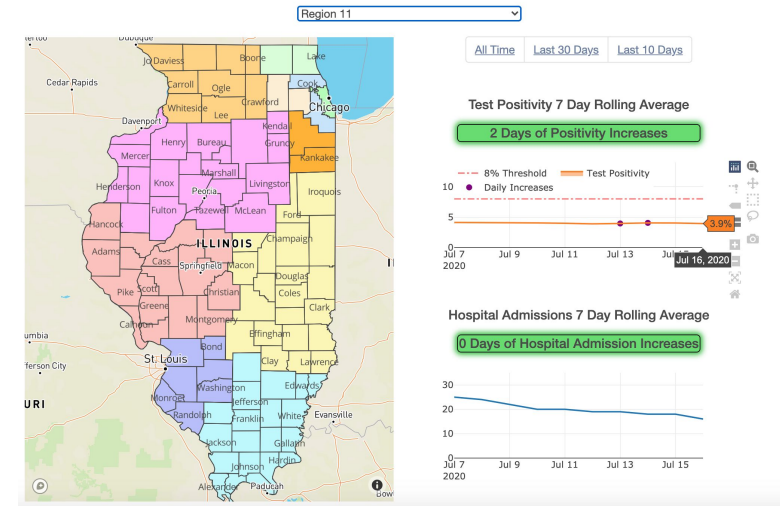 Region 11
All Time
Last 30 Days
Last 10 Days
Dubuque
Jo Daviess
Boone
Lake
Cedar Rapids
Carroll
Ogle
Cook
Whiteside
Crawford
Chicago
Lee
Davenport
Kendall
Henry
Bureau
Grundy
Mercer
Kankakee
Marshall
Henderson
Knox
Livingston
Peoria
Iroquois
Fulton
Tazewell
McLean
Ford
Hancock
Champaign
ILLINOIS
Adams
Cass
Springfield
Macon
Douglas
Pike
Scott
Christian
Coles
Greene
Clark
Calhoun
Montgomery
umbia
Effingham
Bond
St. Louis
Clay
Lawrence
ferson City
Washington
Edwards
Monroe
Jefferson
URI
Randolph
Franklin
White
Evansville
Jackson
Gallatin
Johnson
Hardin
Alexander
Paducah
Bow
Test Positivity 7 Day Rolling Average
2 Days of Positivity Increases
8% Threshold
Test Positivity
Daily Increases
10
5
0
3.9%
Jul 7
2020
Jul 9
Jul 11
Jul 13
Jul 16, 2020
Hospital Admissions 7 Day Rolling Average
0 Days of Hospital Admission Increases
30
20
10
0
Jul 7
2020
Jul 9
Jul 11
Jul 13
Jul 15